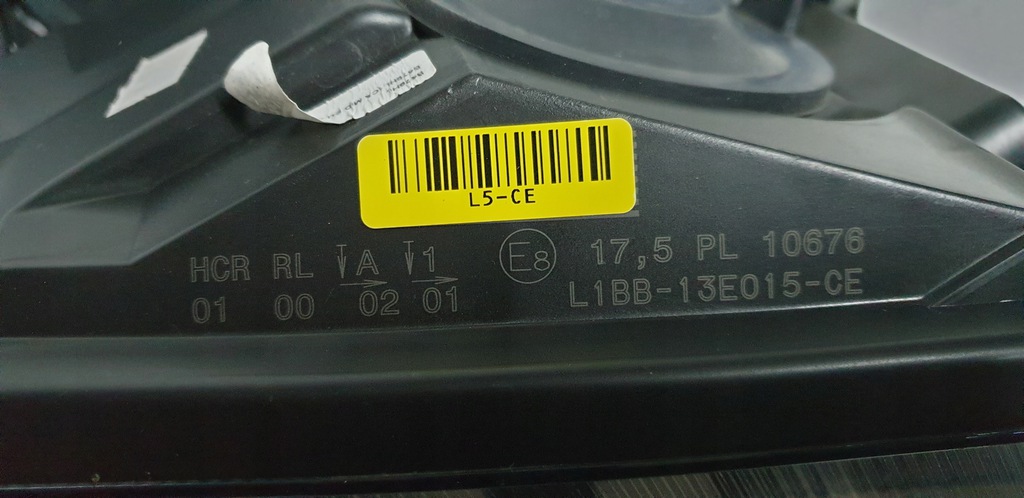 L5-CE
HCR RL A 1 E8 17,5 PL 10676
01 00 02 01 L1BB-13E015-CE